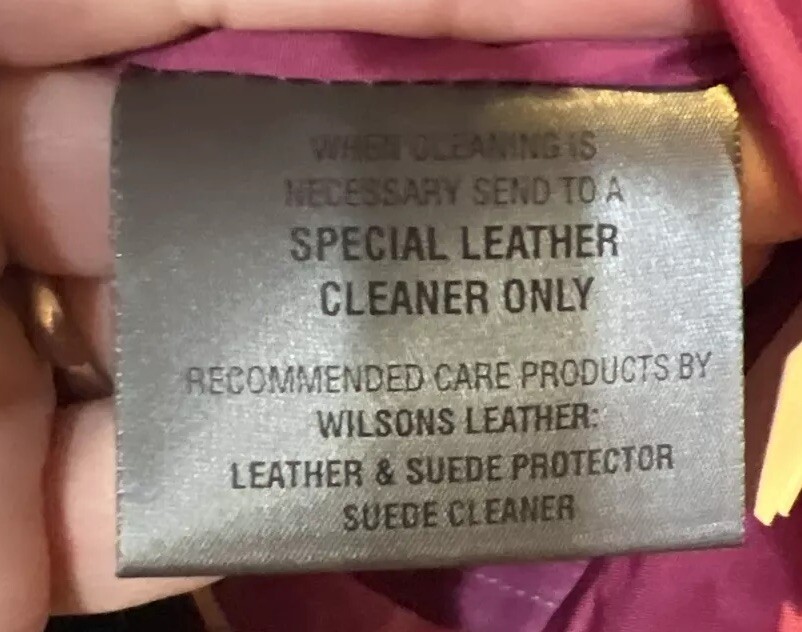 WHEN CLEANING IS
NECESSARY SEND TO A
SPECIAL LEATHER
CLEANER ONLY
RECOMMENDED CARE PRODUCTS BY
WILSONS LEATHER:
LEATHER & SUEDE PROTECTOR
SUEDE CLEANER